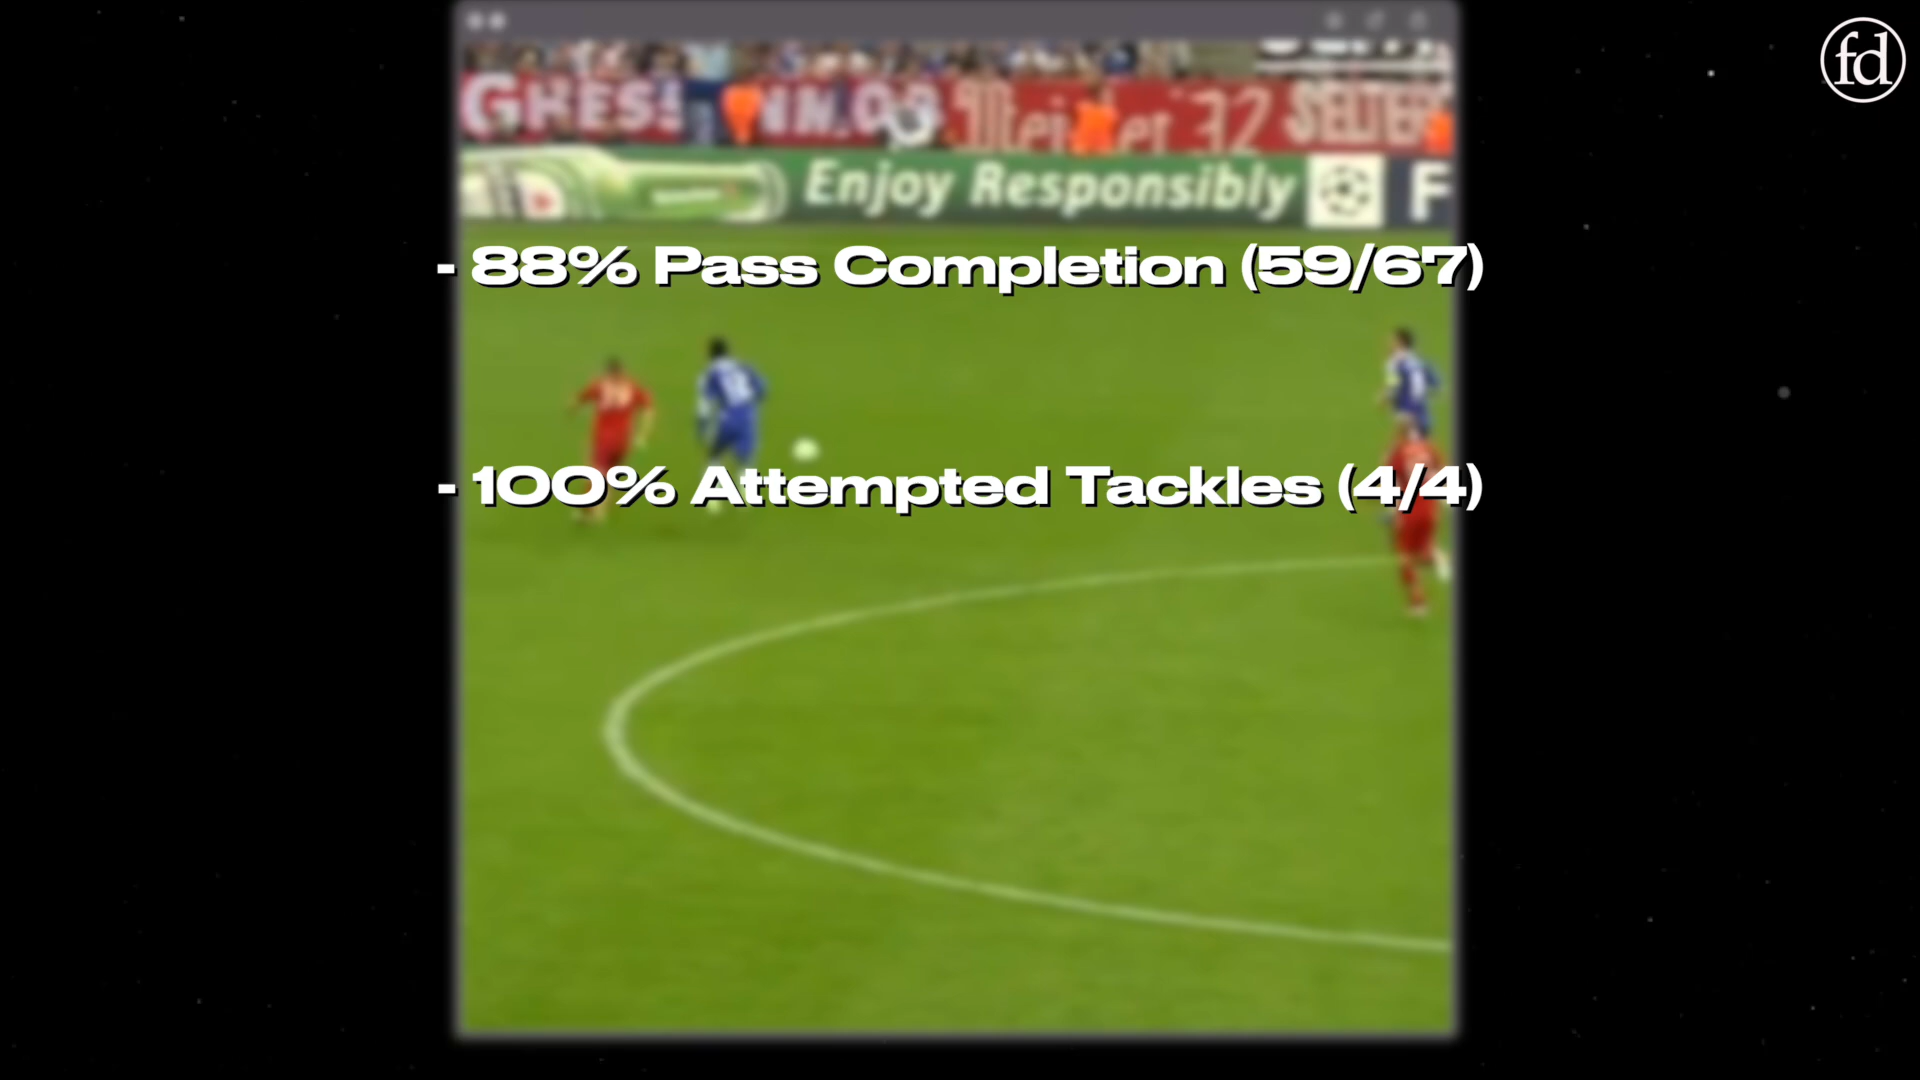 fd
Enjoy Responsibly
F
- 88% Pass Completion (59/67)
- 100% Attempted Tackles (4/4)